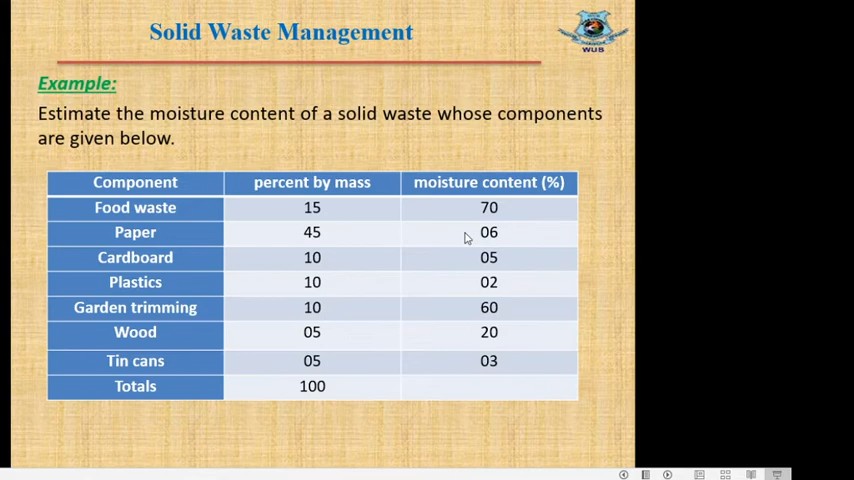 Solid Waste Management
WUB
Example:
Estimate the moisture content of a solid waste whose components
are given below.
Component percent by mass moisture content (%)
Food waste 15 70
Paper 45 06
Cardboard 10 05
Plastics 10 02
Garden trimming 10 60
Wood 05 20
Tin cans 05 03
Totals 100